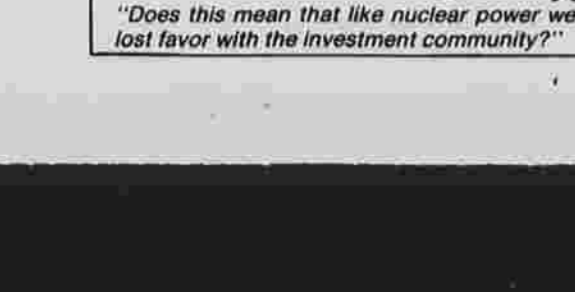 "Does this mean that like nuclear power we
lost favor with the investment community?"